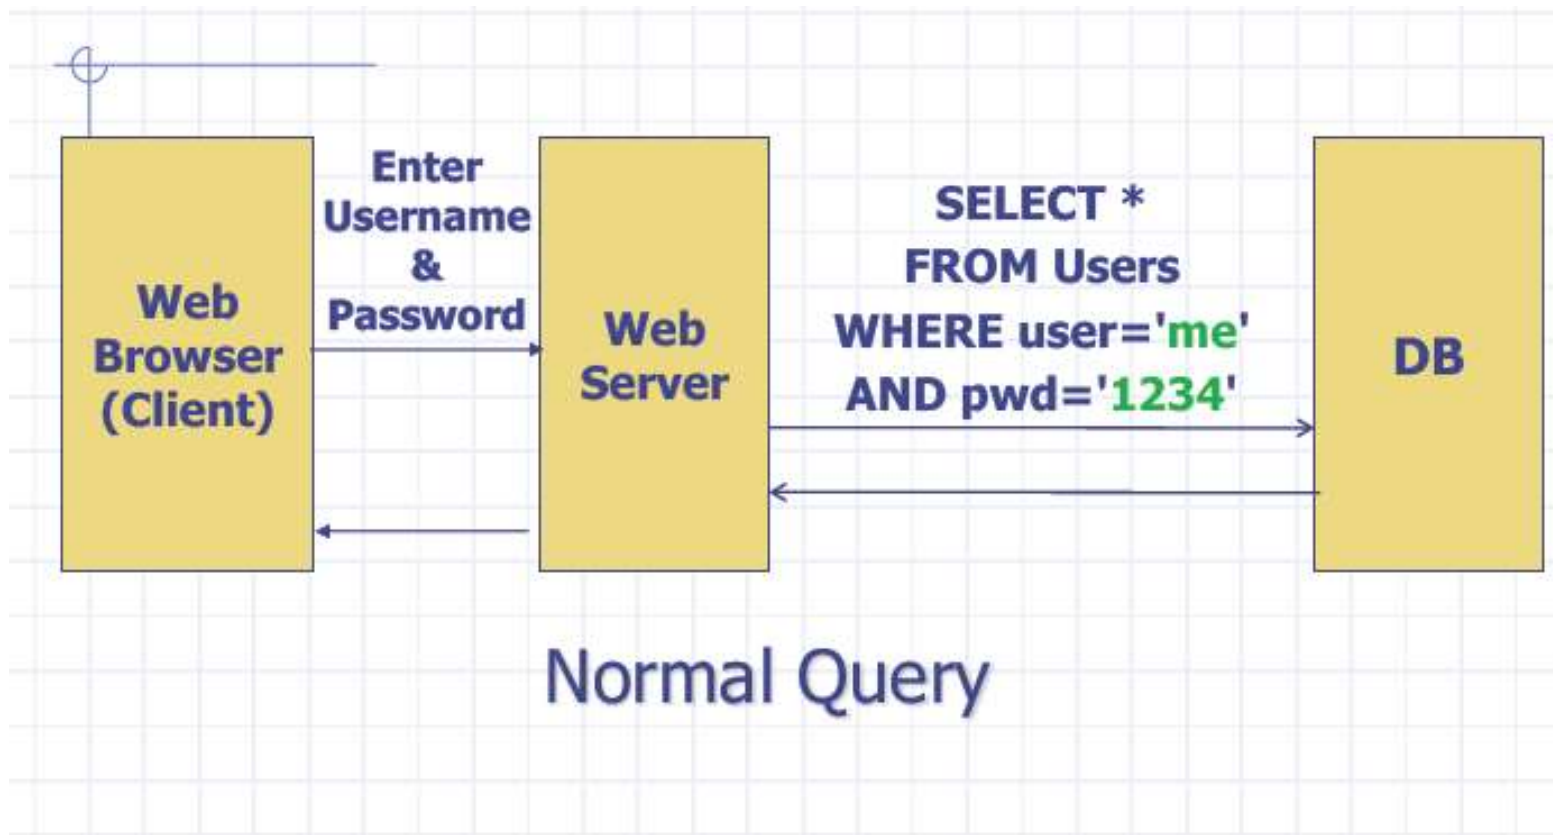 Enter
Username
&
Password
Web
Browser
(Client)
Web
Server
SELECT *
FROM Users
WHERE user='me'
AND pwd='1234'
DB
Normal Query